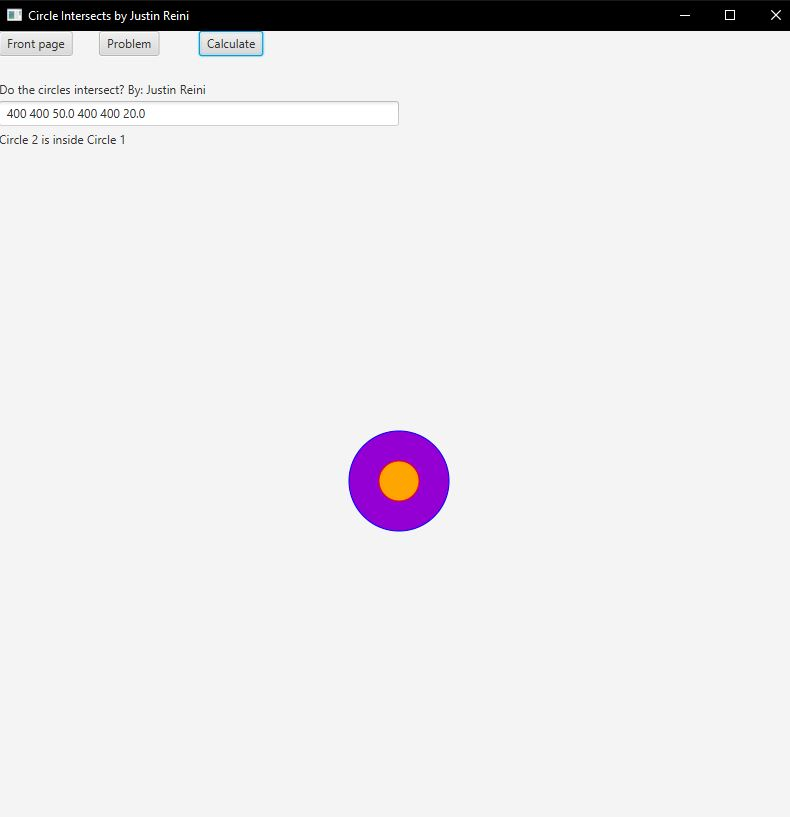 Circle Intersects by Justin Reini
Front page Problem Calculate
Do the circles intersect? By: Justin Reini
400 400 50.0 400 400 20.0
Circle 2 is inside Circle 1